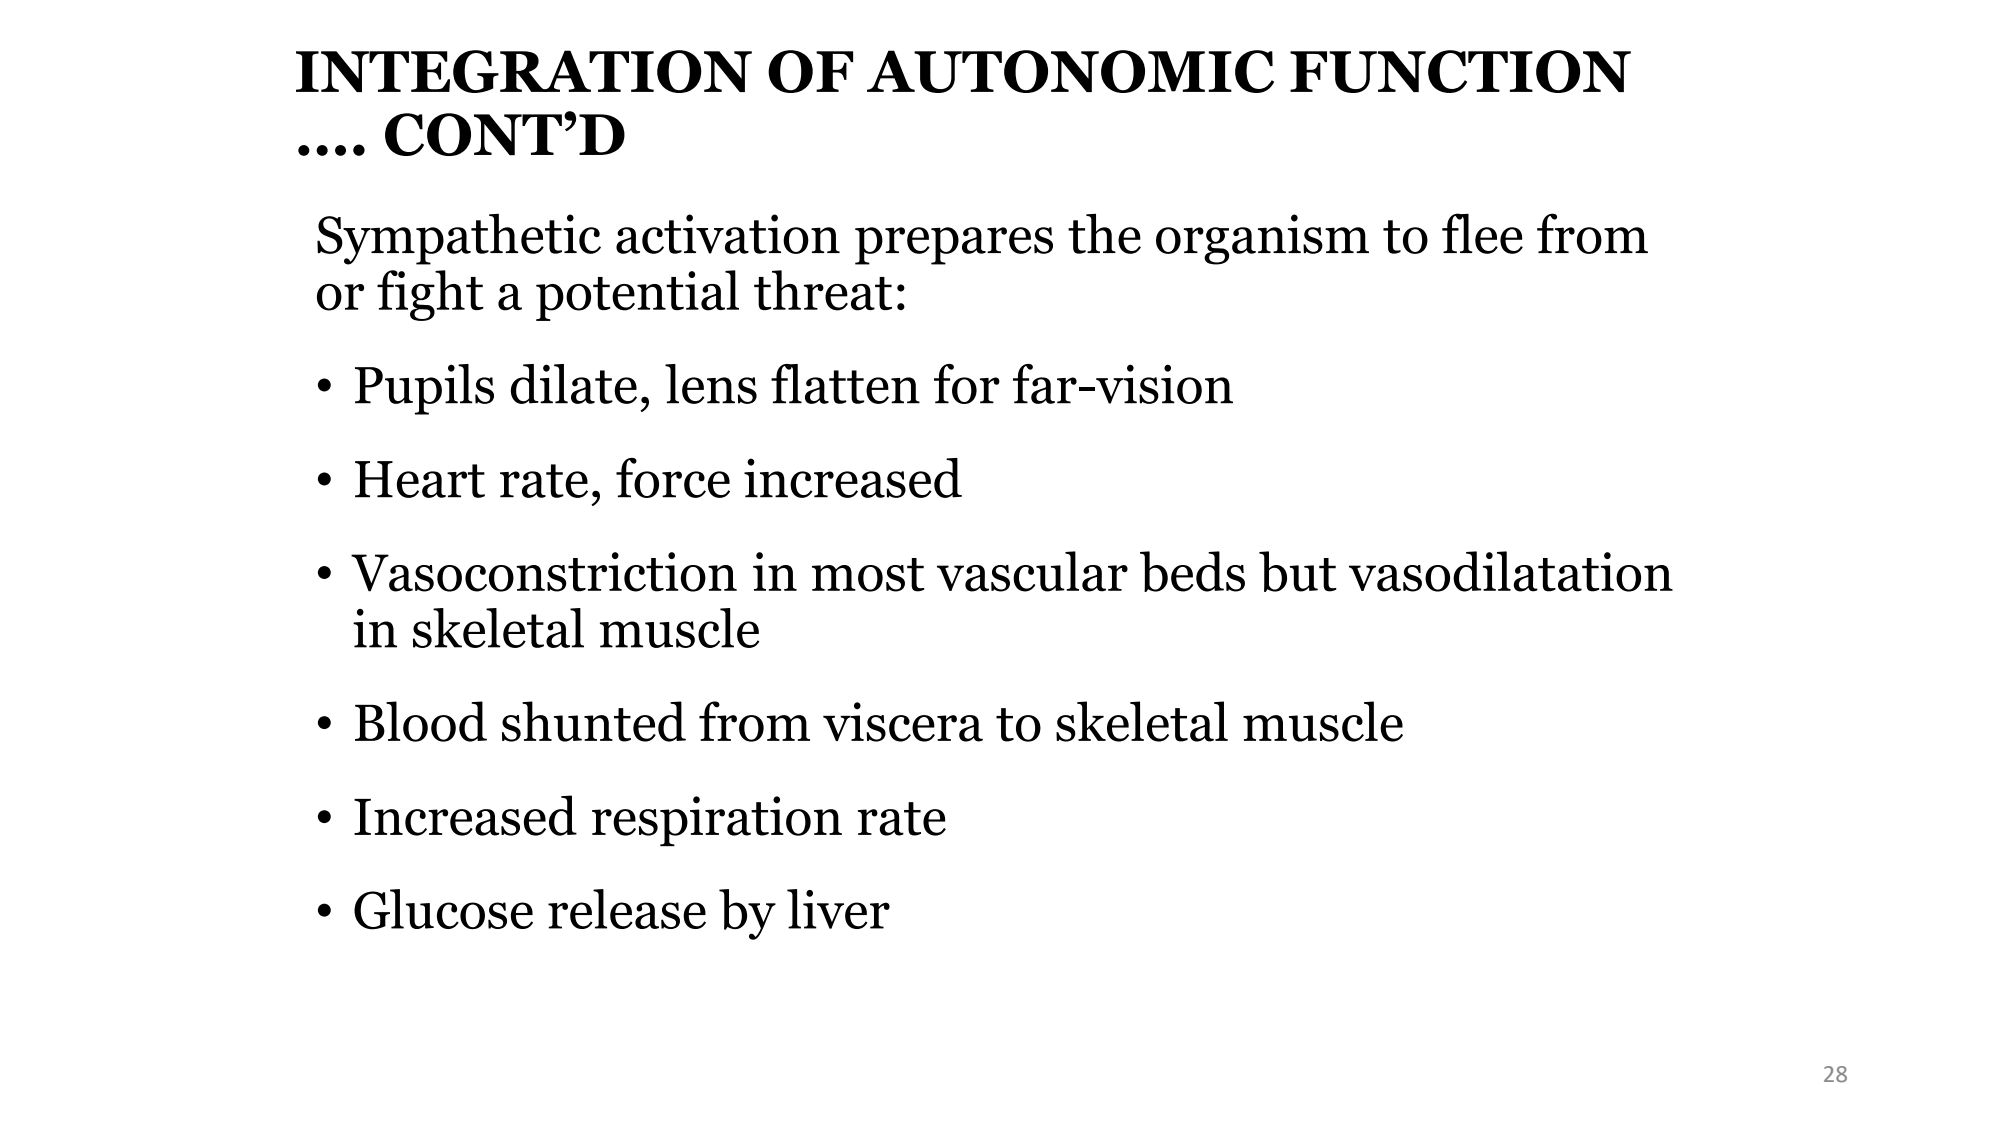 INTEGRATION OF AUTONOMIC FUNCTION
.... CONT’D
Sympathetic activation prepares the organism to flee from
or fight a potential threat:
• Pupils dilate, lens flatten for far-vision
• Heart rate, force increased
• Vasoconstriction in most vascular beds but vasodilatation
in skeletal muscle
• Blood shunted from viscera to skeletal muscle
• Increased respiration rate
• Glucose release by liver
28